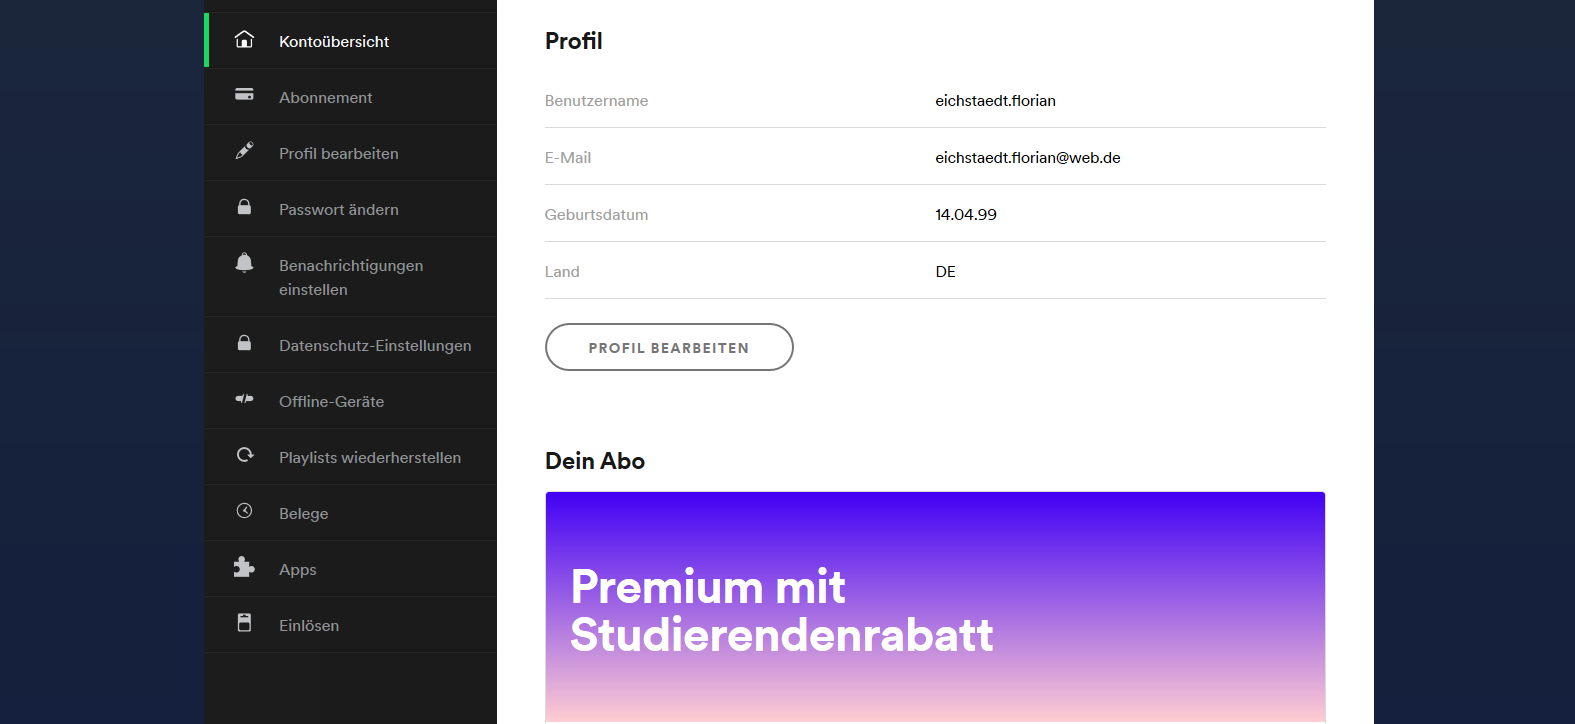 Kontoübersicht
Abonnement
Profil bearbeiten
Passwort ändern
Benachrichtigungen
einstellen
Datenschutz-Einstellungen
Offline-Geräte
Playlists wiederherstellen
Belege
Apps
Einlösen
Profil
Benutzername eichstaedt.florian
E-Mail eichstaedt.florian@web.de
Geburtsdatum 14.04.99
Land DE
PROFIL BEARBEITEN
Dein Abo
Premium mit
Studierendenrabatt